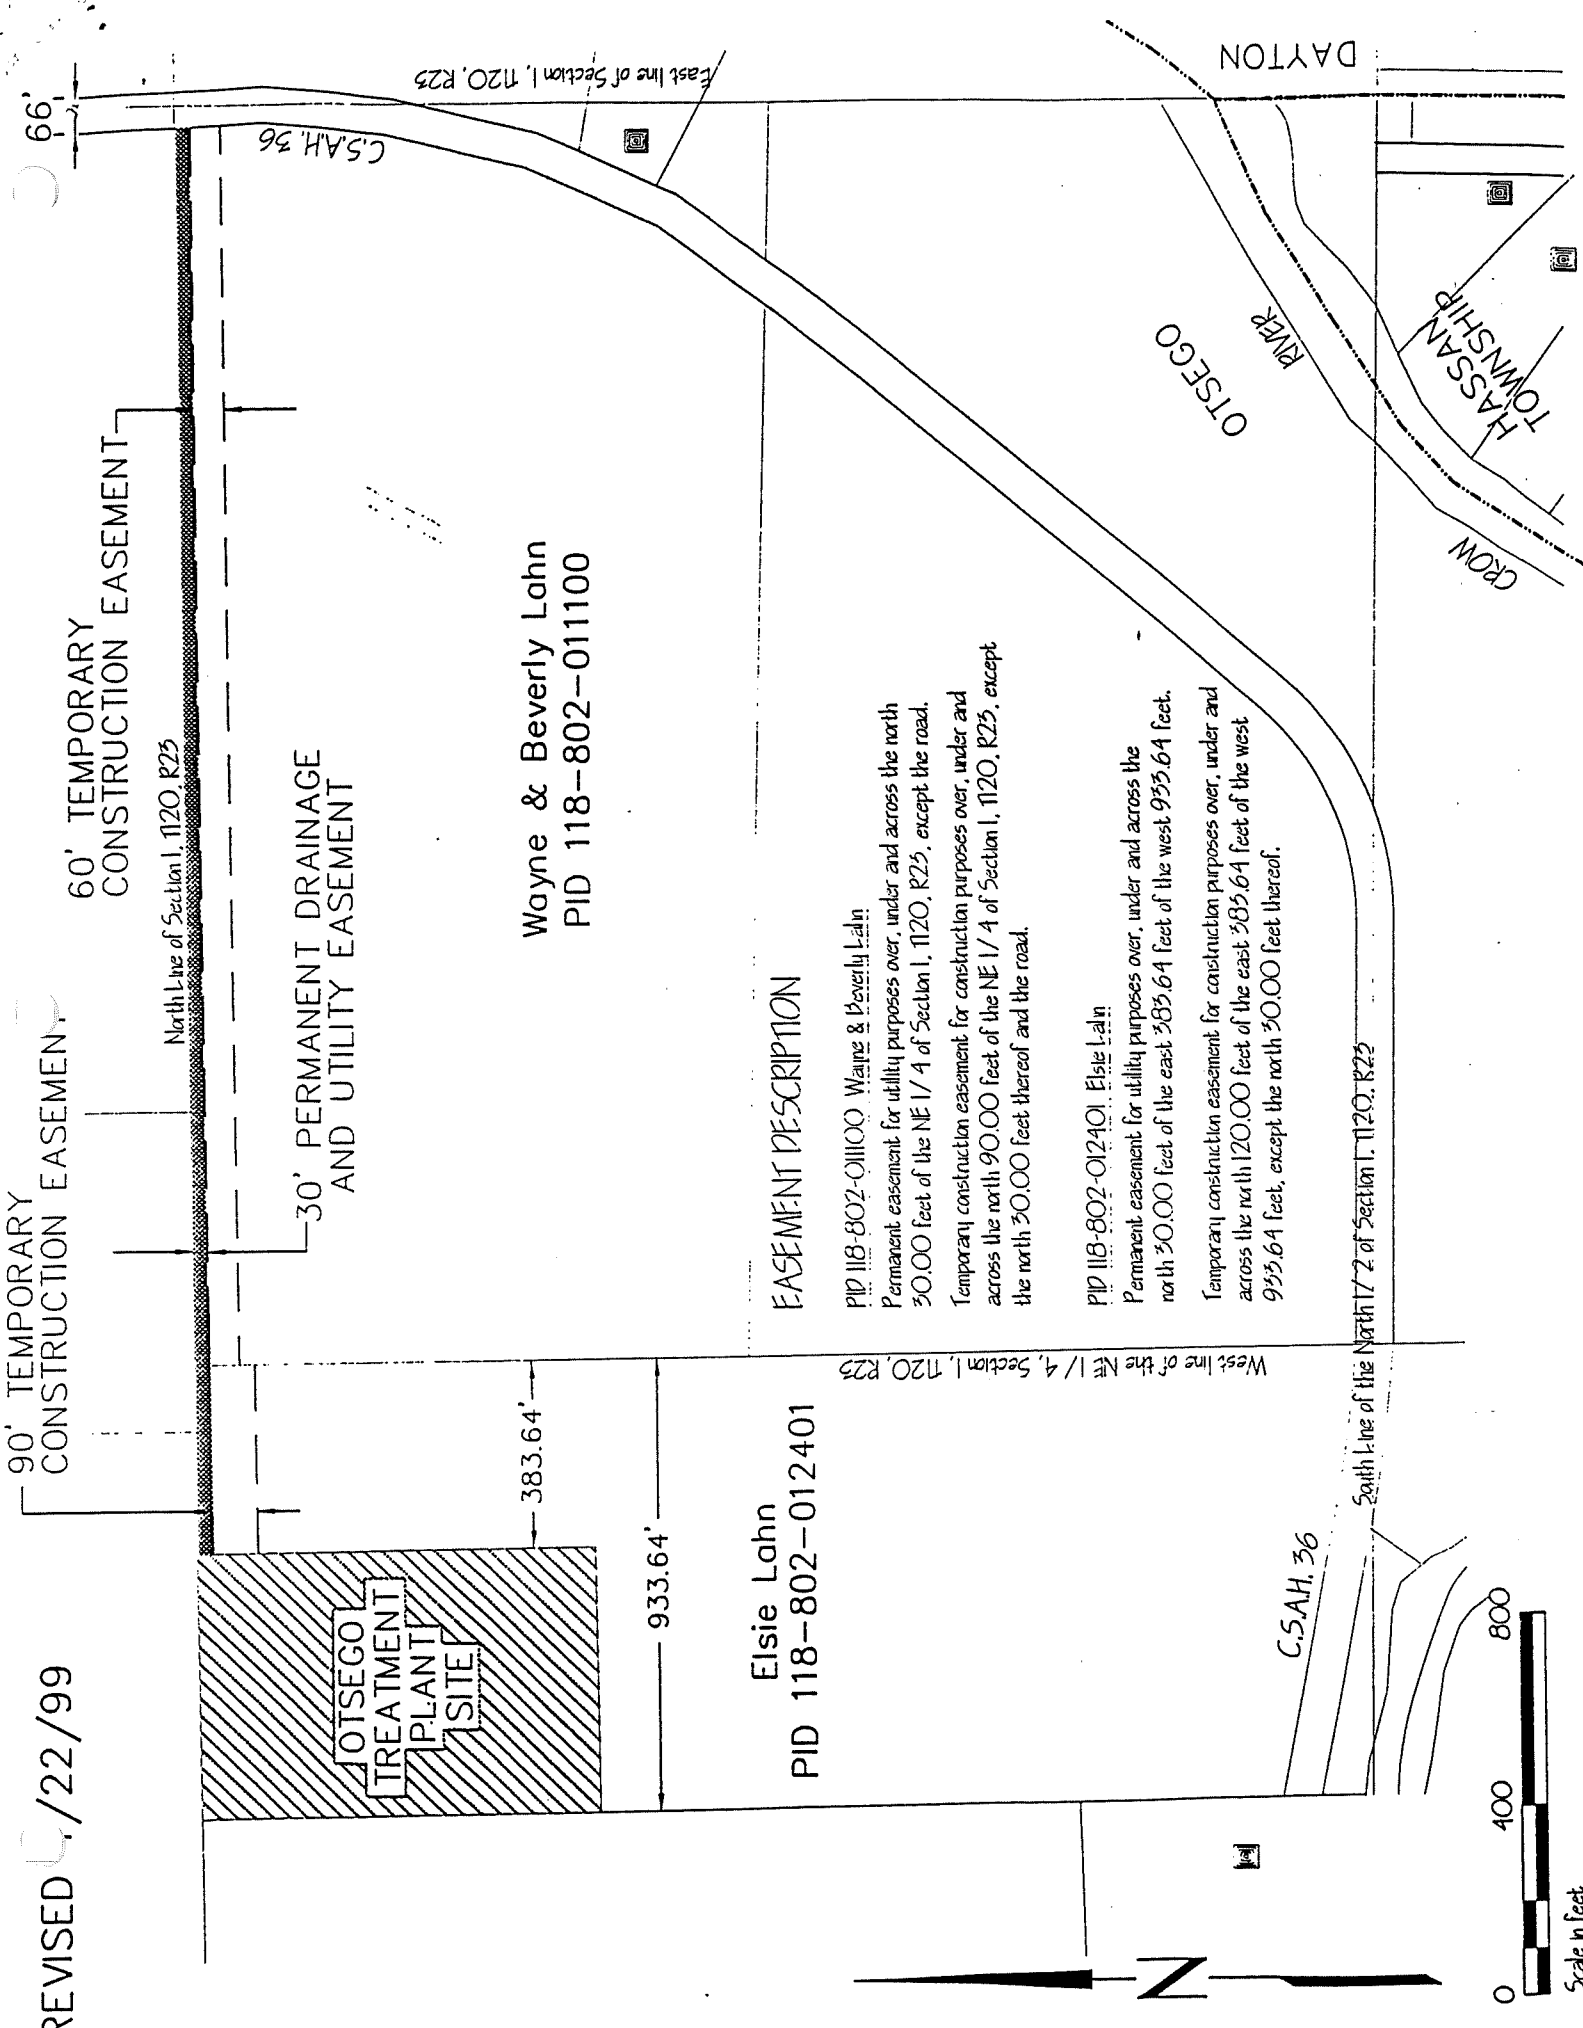 REVISED /22/99
90' TEMPORARY
CONSTRUCTION EASEMENT
60' TEMPORARY
CONSTRUCTION EASEMENT
66'
North Line of Section 1, T120, R23
East line of Section 1, T120, R23
C.S.A.H. 36
30' PERMANENT DRAINAGE
AND UTILITY EASEMENT
OTSEGO
TREATMENT
PLANT
SITE
383.64'
933.64'
Wayne & Beverly Lahn
PID 118-802-011100
Elsie Lahn
PID 118-802-012401
EASEMENT DESCRIPTION
PID 118-802-011100 Wayne & Beverly Lahn
Permanent easement for utility purposes over, under and across the north
30.00 feet of the NE 1/4 of Section 1, T120, R23, except the road.
Temporary construction easement for construction purposes over, under and
across the north 90.00 feet of the NE 1/4 of Section 1, T120, R23, except
the north 30.00 feet thereof and the road.
PID 118-802-012401 Elsie Lahn
Permanent easement for utility purposes over, under and across the
north 30.00 feet of the east 383.64 feet of the west 933.64 feet.
Temporary construction easement for construction purposes over, under and
across the north 120.00 feet of the east 383.64 feet of the west
933.64 feet, except the north 30.00 feet thereof.
West line of the NE 1/4, Section 1, T120, R23
South Line of the North 1/2 of Section 1, T120, R23
C.S.A.H. 36
OTSEGO
CROW
RIVER
HASSAN
TOWNSHIP
DAYTON
N
0
400
800
Scale in feet